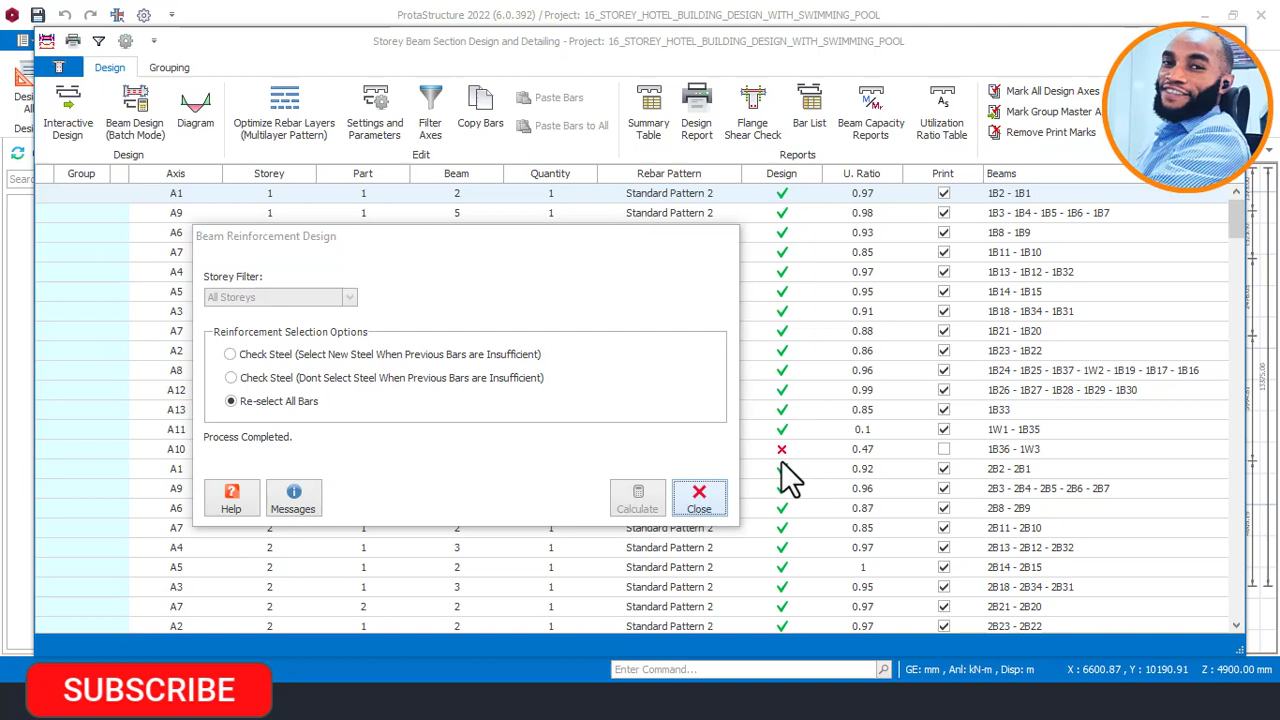 ProtaStructure 2022 (6.0.392) / Project: 16_STOREY_HOTEL_BUILDING_DESIGN_WITH_SWIMMING_POOL
Storey Beam Section Design and Detailing - Project: 16_STOREY_HOTEL_BUILDING_DESIGN_WITH_SWIMMING_POOL
Design Grouping
Interactive Design
Beam Design (Batch Mode)
Diagram
Design
Optimize Rebar Layers (Multilayer Pattern)
Settings and Parameters
Filter Axes
Copy Bars
Paste Bars
Paste Bars to All
Edit
Summary Table
Design Report
Flange Shear Check
Bar List
Beam Capacity Reports
Utilization Ratio Table
Reports
Mark All Design Axes
Mark Group Master A
Remove Print Marks
Group Axis Storey Part Beam Quantity Rebar Pattern Design U. Ratio Print Beams
A1 1 1 2 1 Standard Pattern 2 0.97 1B2 - 1B1
A9 1 1 5 1 Standard Pattern 2 0.98 1B3 - 1B4 - 1B5 - 1B6 - 1B7
A6 0.93 1B8 - 1B9
A7 0.85 1B11 - 1B10
A4 0.97 1B13 - 1B12 - 1B32
A5 0.95 1B14 - 1B15
A3 0.91 1B18 - 1B34 - 1B31
A7 0.88 1B21 - 1B20
A2 0.86 1B23 - 1B22
A8 0.96 1B24 - 1B25 - 1B37 - 1W2 - 1B19 - 1B17 - 1B16
A12 0.99 1B26 - 1B27 - 1B28 - 1B29 - 1B30
A13 0.85 1B33
A11 0.1 1W1 - 1B35
A10 0.47 1B36 - 1W3
A1 0.92 2B2 - 2B1
A9 0.96 2B3 - 2B4 - 2B5 - 2B6 - 2B7
A6 0.87 2B8 - 2B9
A7 2 1 2 1 Standard Pattern 2 0.85 2B11 - 2B10
A4 2 1 3 1 Standard Pattern 2 0.97 2B13 - 2B12 - 2B32
A5 2 1 2 1 Standard Pattern 2 1 2B14 - 2B15
A3 2 1 3 1 Standard Pattern 2 0.95 2B18 - 2B34 - 2B31
A7 2 2 2 1 Standard Pattern 2 0.97 2B21 - 2B20
A2 2 1 2 1 Standard Pattern 2 0.96 2B23 - 2B22
Beam Reinforcement Design
Storey Filter:
All Storeys
Reinforcement Selection Options
Check Steel (Select New Steel When Previous Bars are Insufficient)
Check Steel (Dont Select Steel When Previous Bars are Insufficient)
Re-select All Bars
Process Completed.
Help Messages Calculate Close
Enter Command... GE: mm, Anl: kN-m, Disp: m X : 6600.87 , Y : 10190.91 Z : 4900.00 mm
SUBSCRIBE